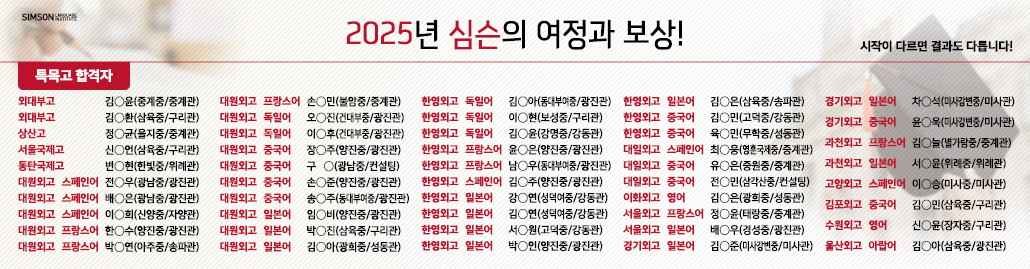 SIMSON LANGUAGE INSTITUTE
2025년 심슨의 여정과 보상!
시작이 다르면 결과도 다릅니다!
특목고 합격자
외대부고 김○윤(중계중/중계관)
외대부고 김○환(삼육중/구리관)
상산고 정○균(을지중/중계관)
서울국제고 신○언(삼육중/구리관)
동탄국제고 변○현(한빛중/위례관)
대원외고 스페인어 전○우(광남중/광진관)
대원외고 스페인어 배○은(광남중/광진관)
대원외고 스페인어 이○희(신양중/자양관)
대원외고 프랑스어 한○수(양진중/광진관)
대원외고 프랑스어 박○연(아주중/송파관)
대원외고 프랑스어 손○민(불암중/중계관)
대원외고 독일어 오○진(건대부중/광진관)
대원외고 독일어 이○후(건대부중/광진관)
대원외고 중국어 장○주(양진중/광진관)
대원외고 중국어 구 ○(광남중/컨설팅)
대원외고 중국어 손○준(양진중/광진관)
대원외고 중국어 송○주(동대부여중/광진관)
대원외고 일본어 임○비(양진중/광진관)
대원외고 일본어 박○진(삼육중/구리관)
대원외고 일본어 김○아(광희중/성동관)
한영외고 독일어 김○아(동대부여중/광진관)
한영외고 독일어 이○현(보성중/구리관)
한영외고 독일어 김○윤(강명중/강동관)
한영외고 프랑스어 윤○은(양진중/광진관)
한영외고 프랑스어 남○우(동대부여중/광진관)
한영외고 스페인어 김○주(양진중/광진관)
한영외고 일본어 강○현(성덕여중/강동관)
한영외고 일본어 김○연(성덕여중/강동관)
한영외고 일본어 서○원(고덕중/강동관)
한영외고 일본어 박○인(양진중/광진관)
한영외고 일본어 김○은(삼육중/송파관)
한영외고 중국어 김○민(고덕중/강동관)
한영외고 중국어 육○민(무학중/성동관)
대일외고 스페인어 최○웅(영훈국제중/중계관)
대일외고 중국어 유○은(중원중/중계관)
대일외고 중국어 전○민(삼각산중/컨설팅)
이화외고 영어 김○은(광희중/성동관)
서울외고 프랑스어 정○윤(태랑중/중계관)
서울외고 일본어 배○우(경성중/광진관)
경기외고 일본어 김○준(미사강변중/미사관)
경기외고 일본어 차○석(미사강변중/미사관)
경기외고 중국어 윤○욱(미사강변중/미사관)
과천외고 프랑스어 김○늘(별가람중/중계관)
과천외고 일본어 서○윤(위례중/위례관)
고양외고 스페인어 이○승(미사중/미사관)
김포외고 중국어 김○민(삼육중/구리관)
수원외고 영어 신○윤(장자중/구리관)
울산외고 아랍어 김○아(삼육중/광진관)